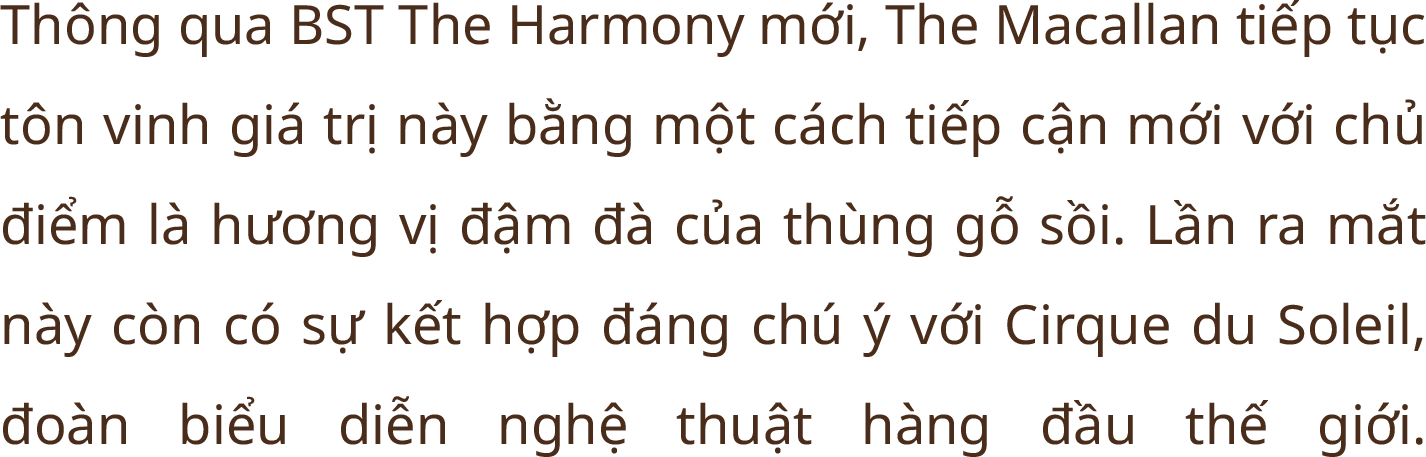 Thông qua BST The Harmony mới, The Macallan tiếp tục
tôn vinh giá trị này bằng một cách tiếp cận mới với chủ
điểm là hương vị đậm đà của thùng gỗ sồi. Lần ra mắt
này còn có sự kết hợp đáng chú ý với Cirque du Soleil,
đoàn biểu diễn nghệ thuật hàng đầu thế giới.